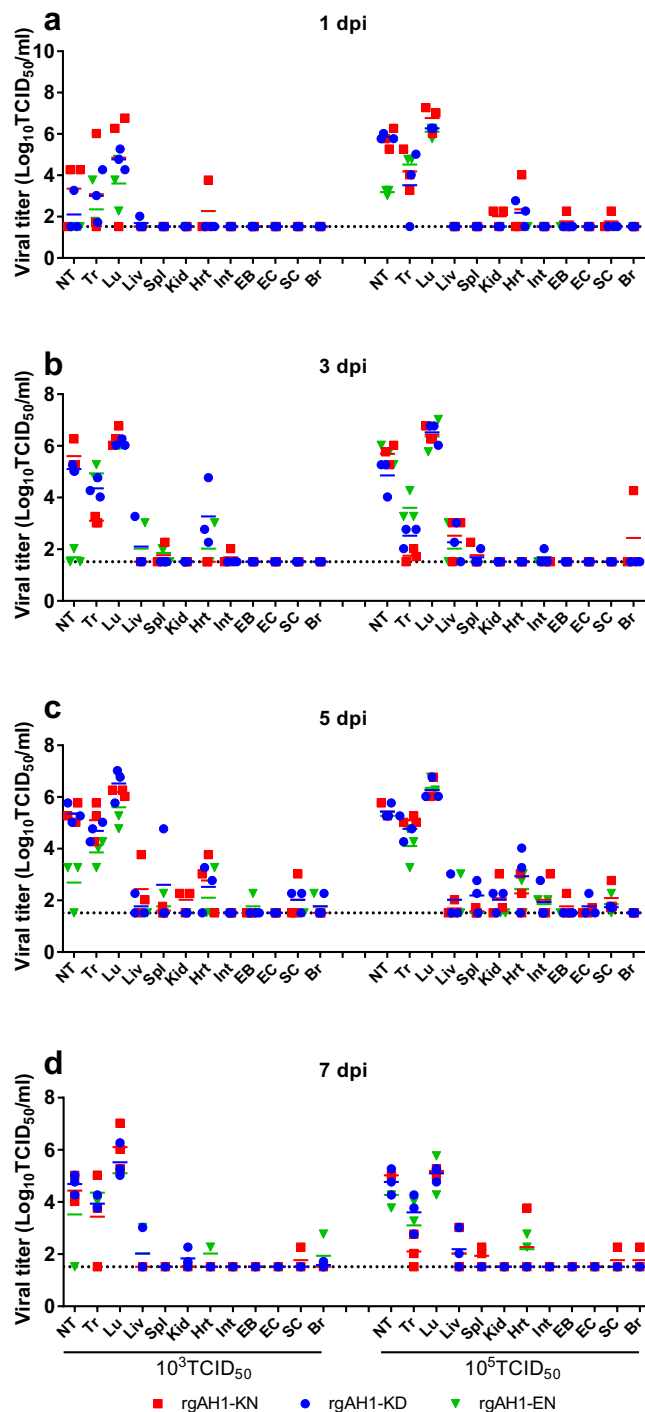 a 1 dpi
Viral titer (Log10TCID50/ml)
10
8
6
4
2
0
NT Tr Lu Liv Spl Kid Hrt Int EB EC SC Br NT Tr Lu Liv Spl Kid Hrt Int EB EC SC Br
b 3 dpi
Viral titer (Log10TCID50/ml)
8
6
4
2
0
NT Tr Lu Liv Spl Kid Hrt Int EB EC SC Br NT Tr Lu Liv Spl Kid Hrt Int EB EC SC Br
c 5 dpi
Viral titer (Log10TCID50/ml)
8
6
4
2
0
NT Tr Lu Liv Spl Kid Hrt Int EB EC SC Br NT Tr Lu Liv Spl Kid Hrt Int EB EC SC Br
d 7 dpi
Viral titer (Log10TCID50/ml)
8
6
4
2
0
NT Tr Lu Liv Spl Kid Hrt Int EB EC SC Br NT Tr Lu Liv Spl Kid Hrt Int EB EC SC Br
10³TCID50 10⁵TCID50
rgAH1-KN rgAH1-KD rgAH1-EN